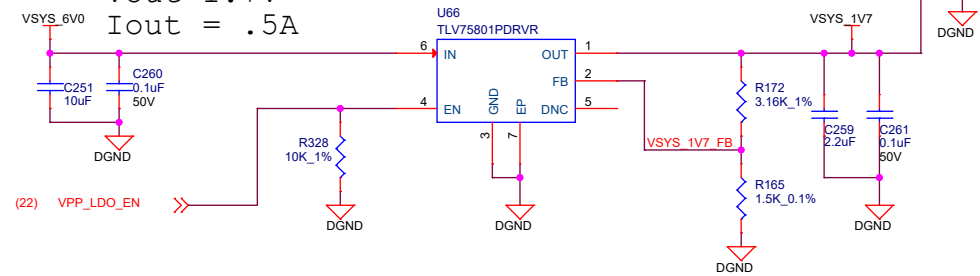 Iout = .5A
VSYS_6V0
U66
TLV75801PDRVR
VSYS_1V7
DGND
6
IN
OUT
1
FB
2
4
EN
GND
EP
DNC
5
3
7
C251
10uF
C260
0.1uF
50V
DGND
R328
10K_1%
DGND
R172
3.16K_1%
VSYS_1V7_FB
C259
2.2uF
C261
0.1uF
50V
R165
1.5K_0.1%
DGND
DGND
(22) VPP_LDO_EN